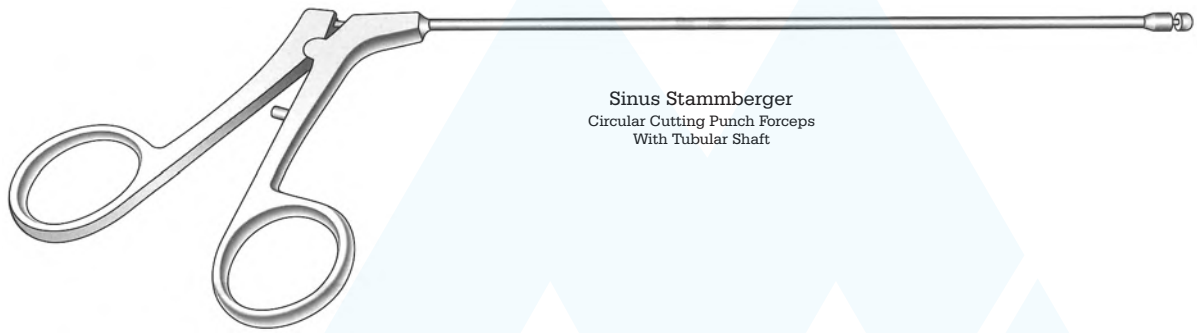 Sinus Stammberger
Circular Cutting Punch Forceps
With Tubular Shaft